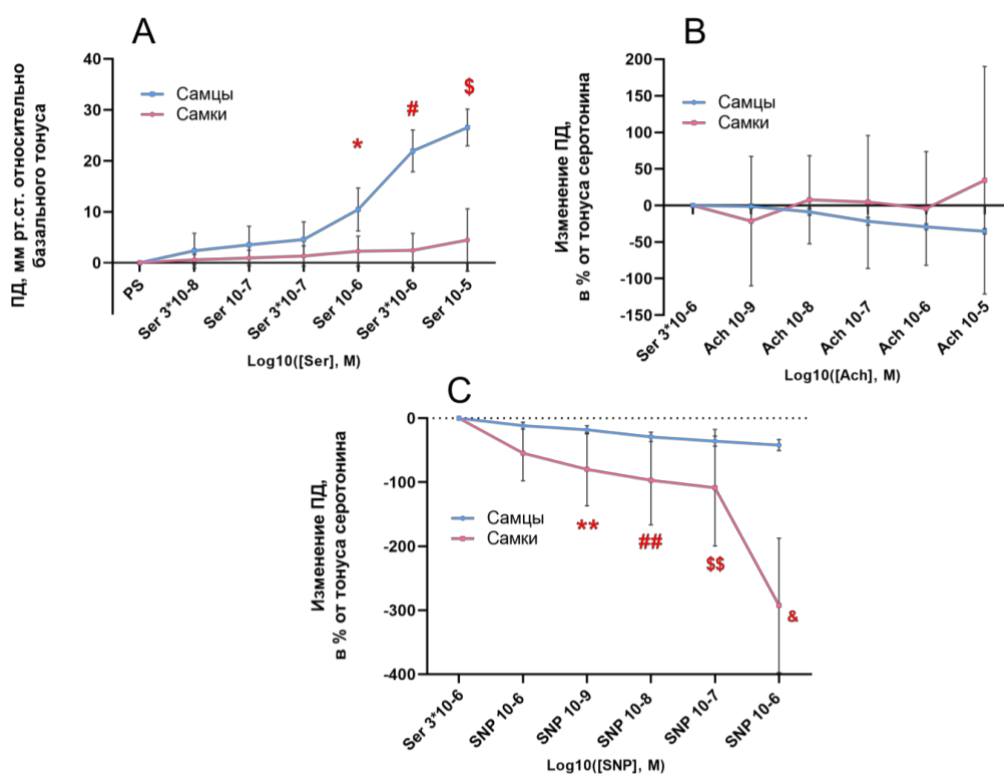 A
ПД, мм рт.ст. относительно
базального тонуса
40
30
20
10
0
Самцы
Самки
*
#
$
PS
Ser 3*10-8
Ser 10-7
Ser 3*10-7
Ser 10-6
Ser 3*10-6
Ser 10-5
Log10([Ser], M)
B
Изменение ПД,
в % от тонуса серотонина
200
150
100
50
0
-50
-100
-150
Самцы
Самки
Ser 3*10-6
Ach 10-9
Ach 10-8
Ach 10-7
Ach 10-6
Ach 10-5
Log10([Ach], M)
C
Изменение ПД,
в % от тонуса серотонина
0
-100
-200
-300
-400
Самцы
Самки
**
##
$$
&
Ser 3*10-6
SNP 10-6
SNP 10-9
SNP 10-8
SNP 10-7
SNP 10-6
Log10([SNP], M)